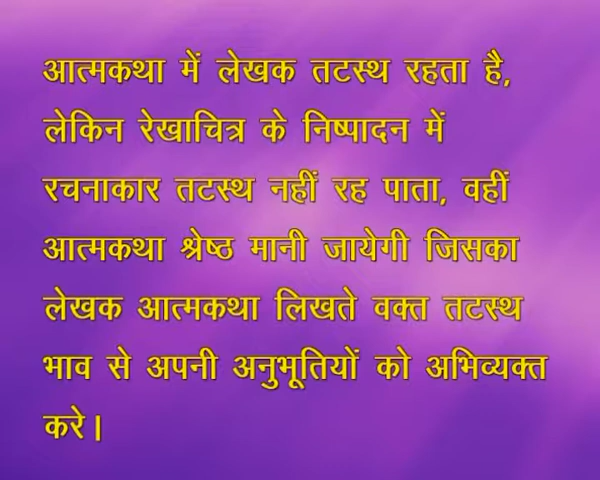 आत्मकथा में लेखक तटस्थ रहता है,
लेकिन रेखाचित्र के निष्पादन में
रचनाकार तटस्थ नहीं रह पाता, वहीं
आत्मकथा श्रेष्ठ मानी जायेगी जिसका
लेखक आत्मकथा लिखते वक्त तटस्थ
भाव से अपनी अनुभूतियों को अभिव्यक्त
करे।